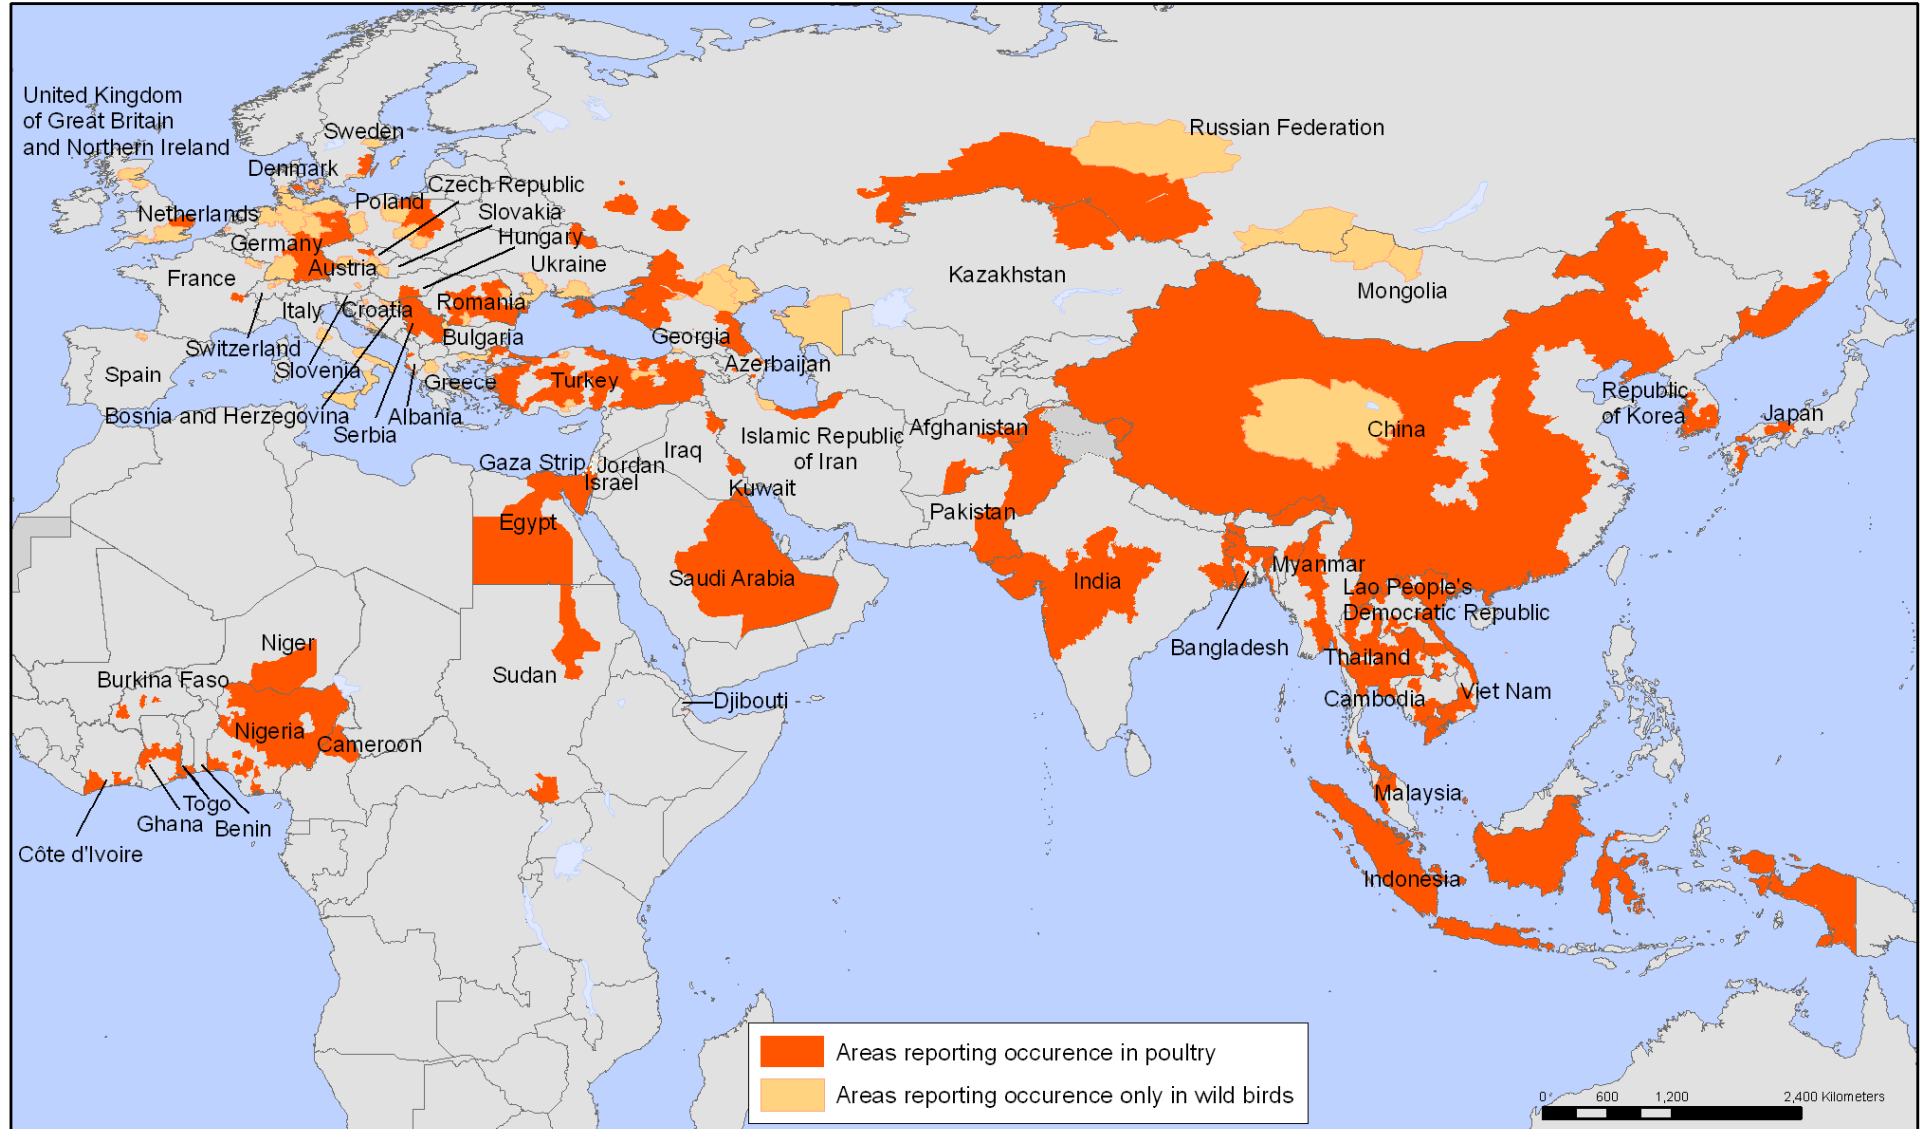 United Kingdom
of Great Britain
and Northern Ireland
Sweden
Denmark
Russian Federation
Czech Republic
Poland
Slovakia
Netherlands
Hungary
Germany
Ukraine
Austria
France
Kazakhstan
Mongolia
Romania
Italy
Croatia
Bulgaria
Georgia
Switzerland
Azerbaijan
Slovenia
Spain
Greece
Turkey
Republic
of Korea
Japan
Bosnia and Herzegovina
Albania
Serbia
Afghanistan
China
Islamic Republic
of Iran
Iraq
Gaza Strip
Jordan
Israel
Kuwait
Pakistan
Egypt
Saudi Arabia
India
Myanmar
Lao People's
Democratic Republic
Bangladesh
Thailand
Niger
Sudan
Burkina Faso
Djibouti
Cambodia
Viet Nam
Nigeria
Cameroon
Malaysia
Togo
Ghana
Benin
Côte d'Ivoire
Indonesia
Areas reporting occurence in poultry
Areas reporting occurence only in wild birds
0 600 1,200 2,400 Kilometers